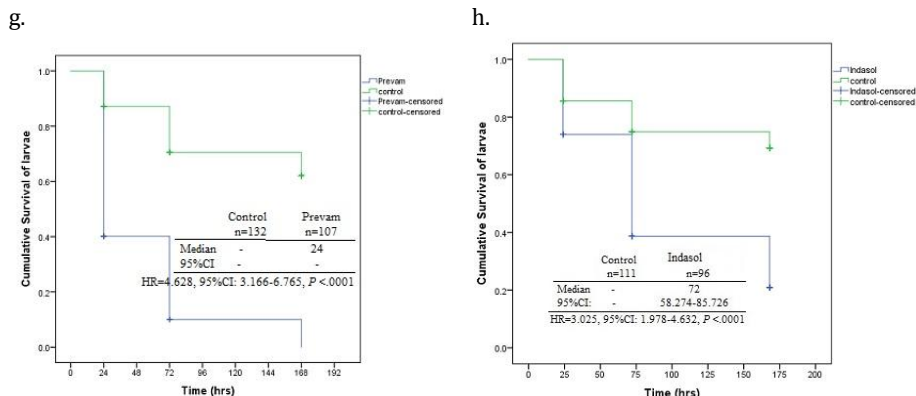 g.
Prevam
control
Prevam-censored
control-censored
1.0
0.8
0.6
0.4
0.2
0.0
Cumulative Survival of larvae
Control Prevam
n=132 n=107
Median - 24
95%CI - -
HR=4.628, 95%CI: 3.166-6.765, P <.0001
0 24 48 72 96 120 144 168 192
Time (hrs)
h.
Indasol
control
Indasol-censored
control-censored
1.0
0.8
0.6
0.4
0.2
0.0
Cumulative Survival of larvae
Control Indasol
n=111 n=96
Median - 72
95%CI: - 58.274-85.726
HR=3.025, 95%CI: 1.978-4.632, P <.0001
0 25 50 75 100 125 150 175 200
Time (hrs)